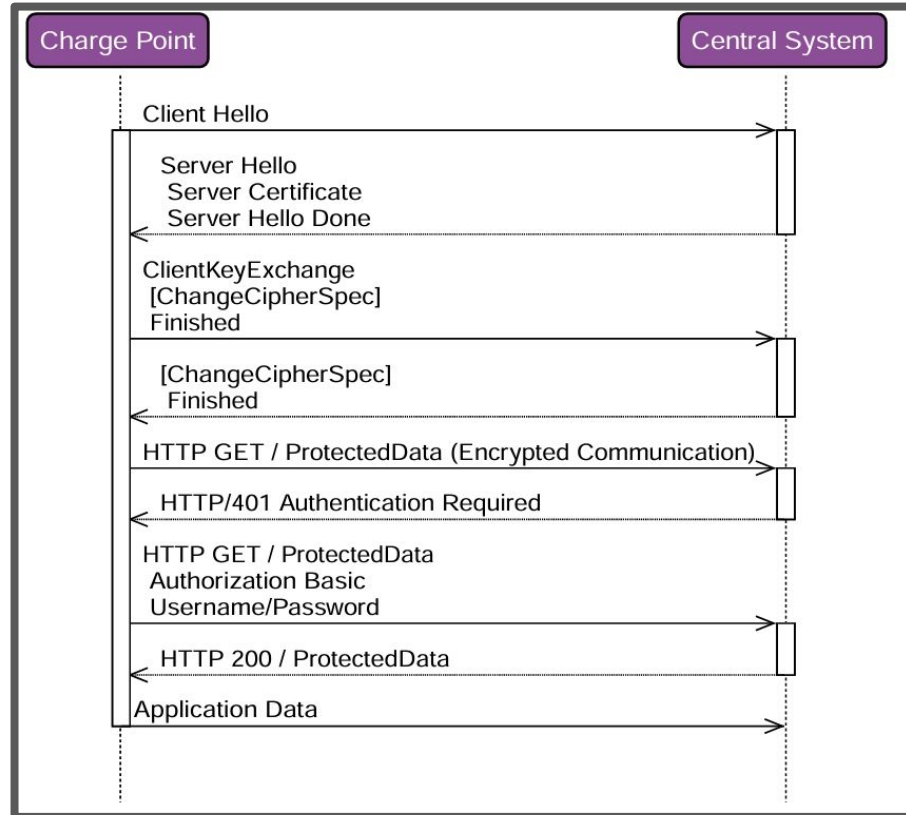 Charge Point
Central System
Client Hello
Server Hello
Server Certificate
Server Hello Done
ClientKeyExchange
[ChangeCipherSpec]
Finished
[ChangeCipherSpec]
Finished
HTTP GET / ProtectedData (Encrypted Communication)
HTTP/401 Authentication Required
HTTP GET / ProtectedData
Authorization Basic
Username/Password
HTTP 200 / ProtectedData
Application Data